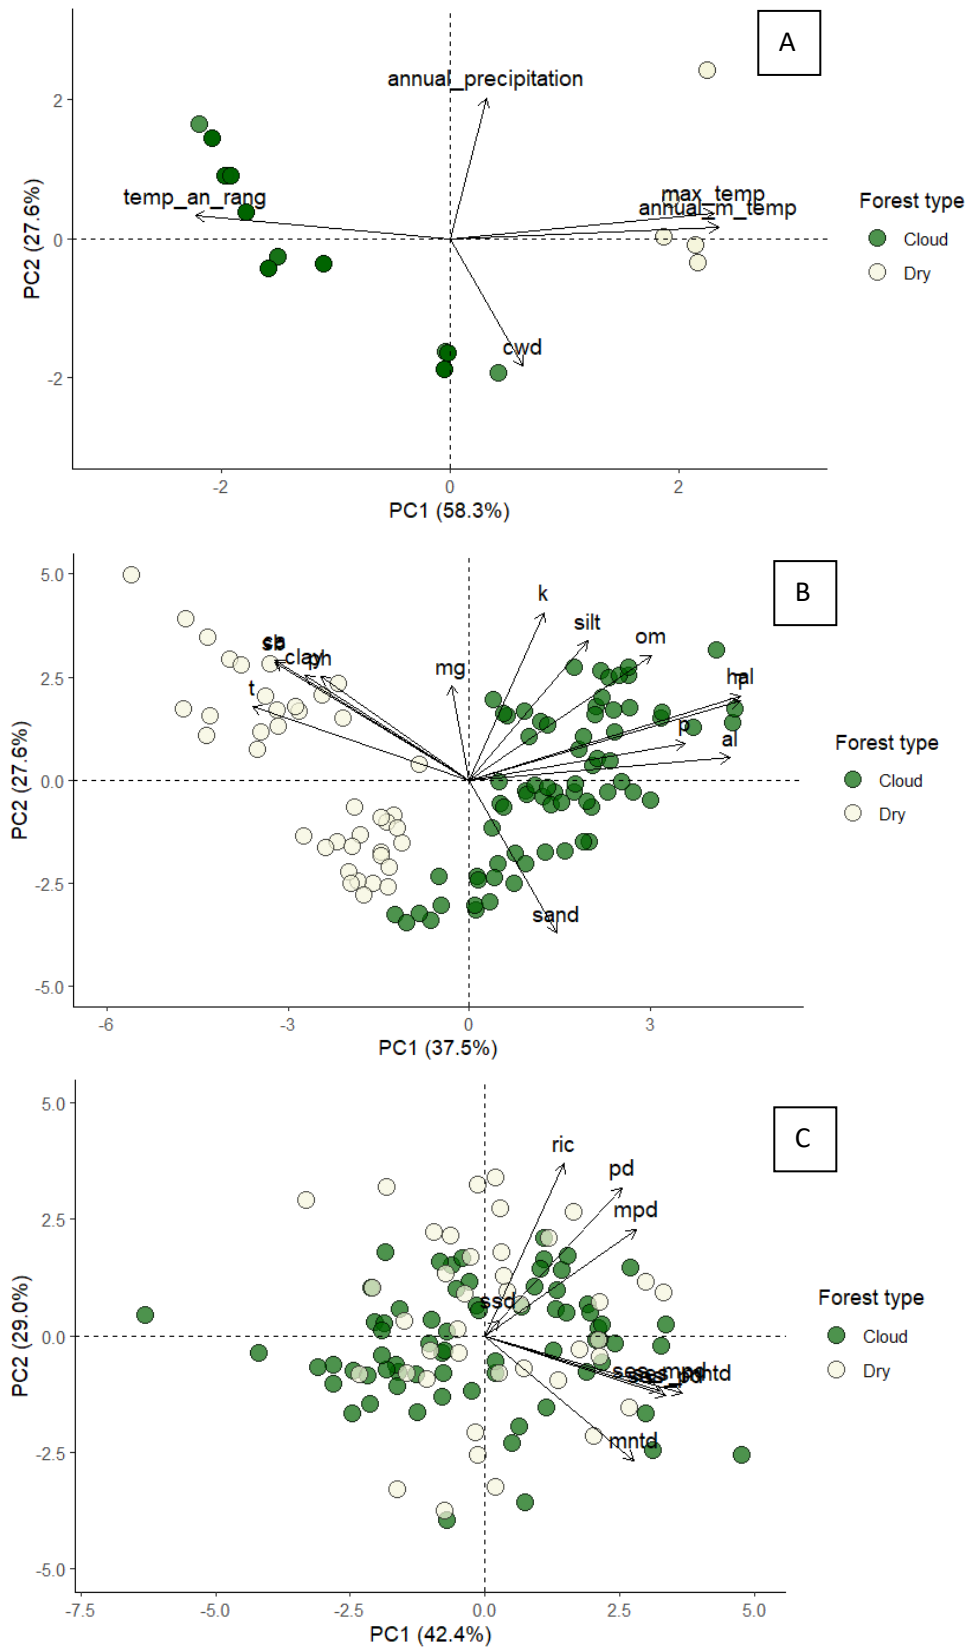 A
annual_precipitation
2
temp_an_rang
max_temp
annual_m_temp
Forest type
Cloud
Dry
0
cwd
-2
PC2 (27.6%)
-2
0
2
PC1 (58.3%)
5.0
B
k
silt
om
sb
clay
ph
mg
t
hal
2.5
p
al
Forest type
Cloud
Dry
0.0
PC2 (27.6%)
-2.5
sand
-5.0
-6
-3
0
3
PC1 (37.5%)
5.0
C
ric
pd
mpd
2.5
ssd
Forest type
Cloud
Dry
0.0
PC2 (29.0%)
ses_mpd
mntd
-2.5
-5.0
-7.5
-5.0
-2.5
0.0
2.5
5.0
PC1 (42.4%)